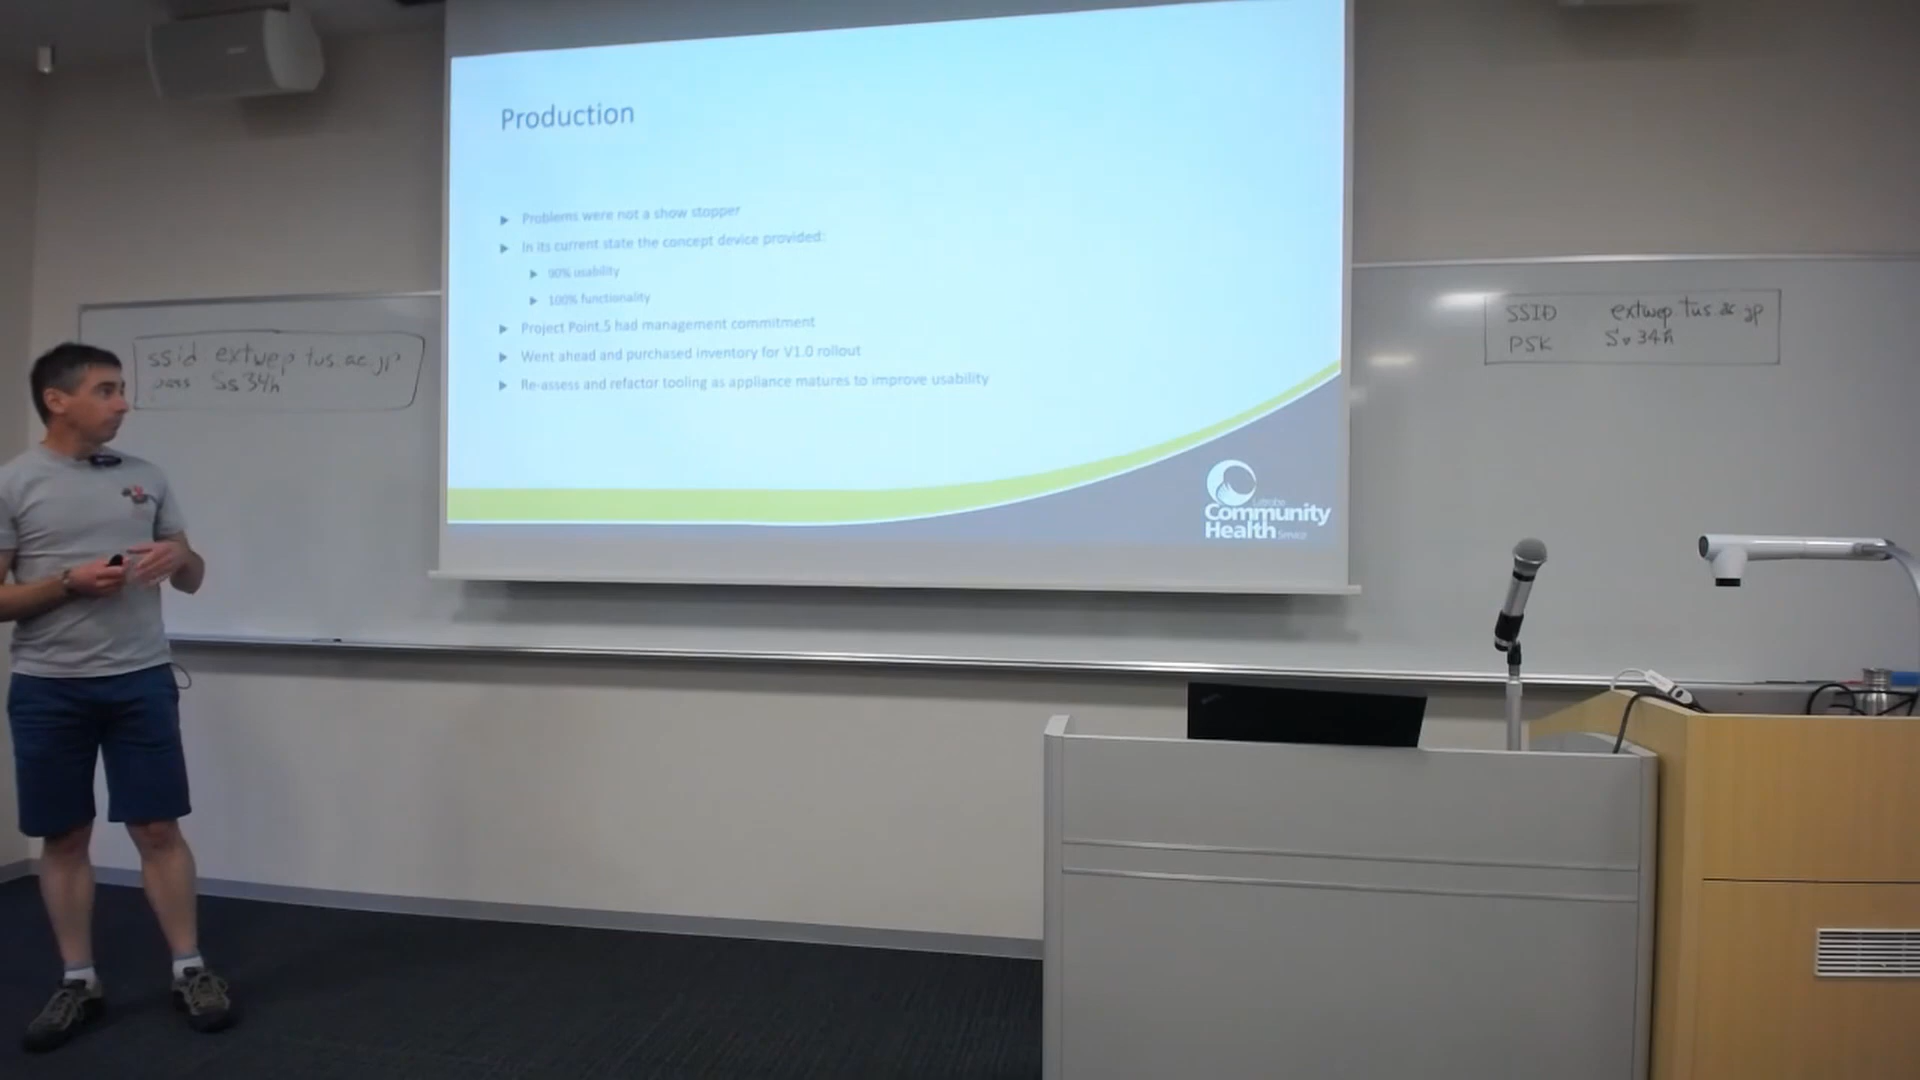 Production
Problems were not a show stopper
In its current state the concept device provided:
90% usability
100% functionality
Project Point.5 had management commitment
Went ahead and purchased inventory for V1.0 rollout
Re-assess and refactor tooling as appliance matures to improve usability
Latrobe
Community
Health Service
ssid extwep tus.ac.jp
pass Ss34h
SSID extwep.tus.ac.jp
PSK